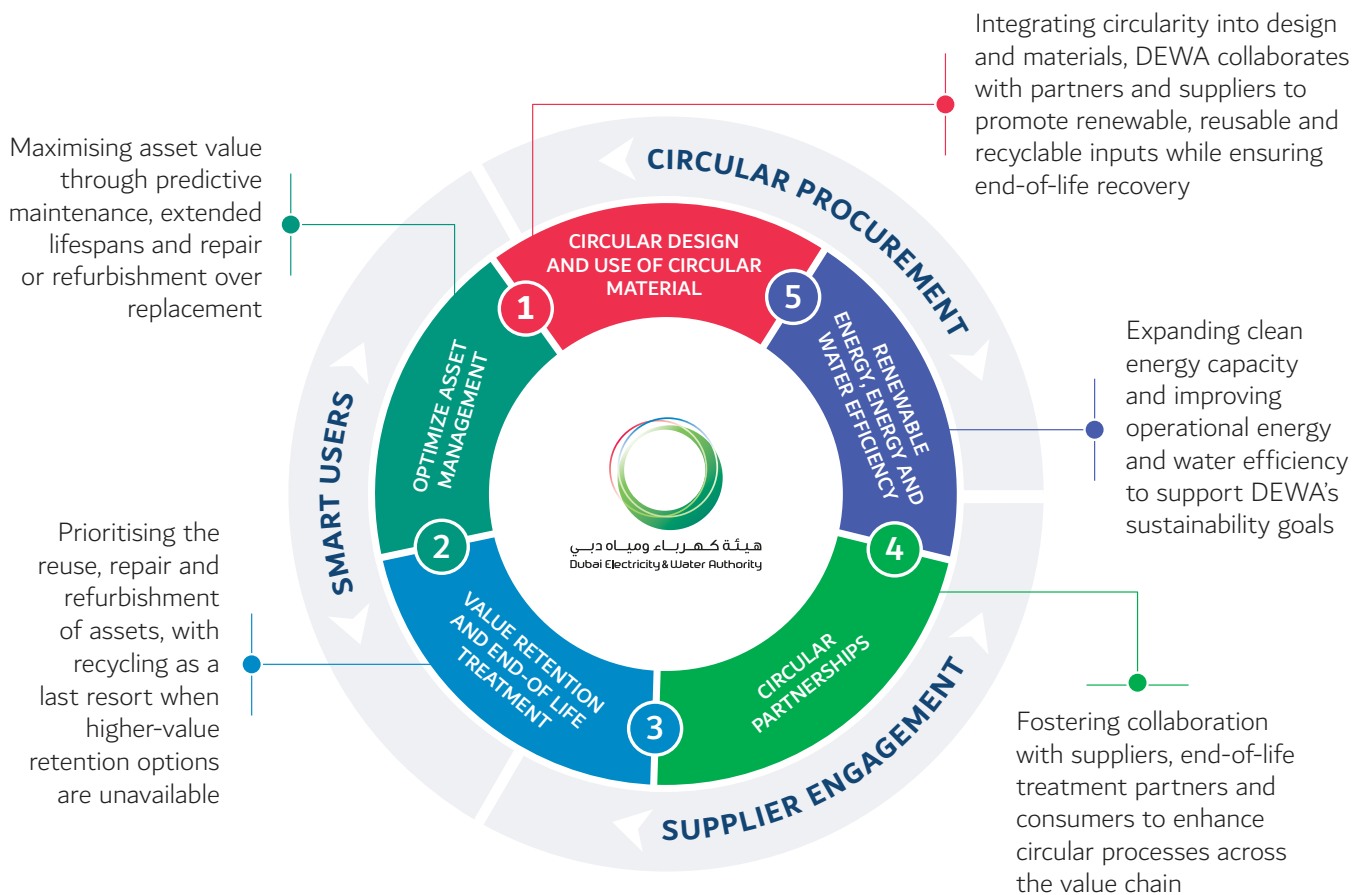 Integrating circularity into design
and materials, DEWA collaborates
with partners and suppliers to
promote renewable, reusable and
recyclable inputs while ensuring
end-of-life recovery
Maximising asset value
through predictive
maintenance, extended
lifespans and repair
or refurbishment over
replacement
CIRCULAR PROCUREMENT
CIRCULAR DESIGN
AND USE OF CIRCULAR
MATERIAL
1
5
RENEWABLE
ENERGY, ENERGY AND
WATER EFFICIENCY
Expanding clean
energy capacity
and improving
operational energy
and water efficiency
to support DEWA's
sustainability goals
OPTIMIZE ASSET
MANAGEMENT
SMART USERS
هيئة كهرباء ومياه دبي
Dubai Electricity & Water Authority
2
4
Prioritising the
reuse, repair and
refurbishment
of assets, with
recycling as a
last resort when
higher-value
retention options
are unavailable
VALUE RETENTION
AND END-OF LIFE
TREATMENT
3
CIRCULAR
PARTNERSHIPS
SUPPLIER ENGAGEMENT
Fostering collaboration
with suppliers, end-of-life
treatment partners and
consumers to enhance
circular processes across
the value chain